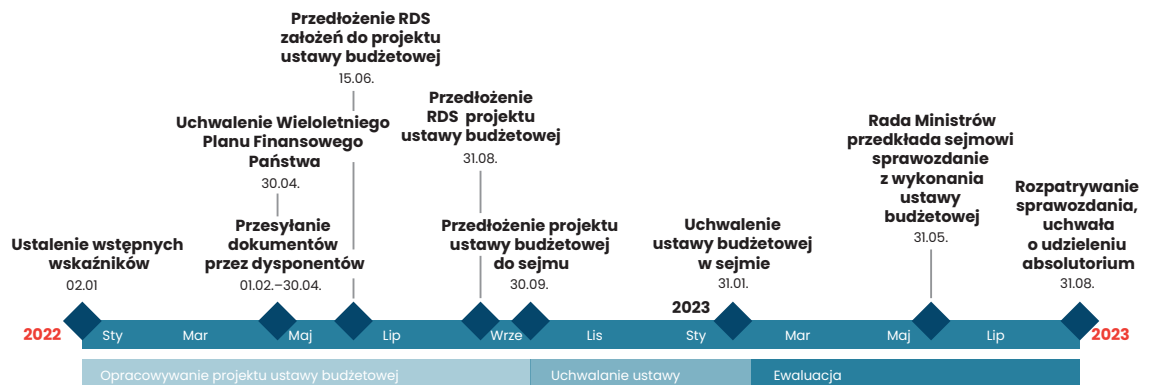 Przedłożenie RDS
założeń do projektu
ustawy budżetowej
15.06.
Uchwalenie Wieloletniego
Planu Finansowego
Państwa
30.04.
Przedłożenie
RDS projektu
ustawy budżetowej
31.08.
Rada Ministrów
przedkłada sejmowi
sprawozdanie
z wykonania
ustawy
budżetowej
31.05.
Rozpatrywanie
sprawozdania,
uchwała
o udzieleniu
absolutorium
31.08.
Ustalenie wstępnych
wskaźników
02.01
Przesyłanie
dokumentów
przez dysponentów
01.02.–30.04.
Przedłożenie projektu
ustawy budżetowej
do sejmu
30.09.
Uchwalenie
ustawy budżetowej
w sejmie
31.01.
2023
2022 Sty Mar Maj Lip Wrze Lis Sty Mar Maj Lip 2023
Opracowywanie projektu ustawy budżetowej Uchwalanie ustawy Ewaluacja